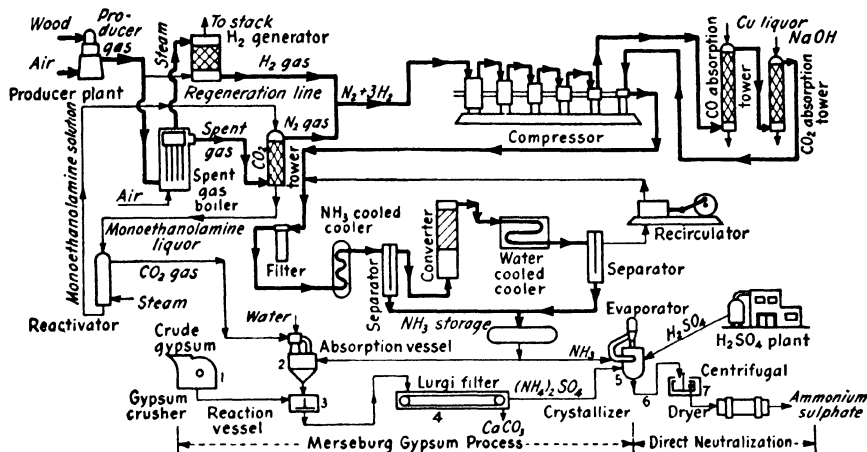 Wood
Producer gas
Air
Producer plant
Steam
To stack
H2 generator
H2 gas
Regeneration line
N2+3H2
Compressor
Cu liquor
NaOH
CO absorption tower
CO2 absorption tower
Monoethanolamine solution
Spent gas
N2 gas
CO2 tower
Air
Spent gas boiler
Monoethanolamine liquor
NH3 cooled cooler
Filter
Separator
Converter
Water cooled cooler
Separator
Recirculator
CO2 gas
Steam
Reactivator
Water
NH3 storage
Evaporator
H2SO4
H2SO4 plant
Crude gypsum
1
Gypsum crusher
Absorption vessel
2
NH3
5
Reaction vessel
3
Lurgi filter
4
(NH4)2SO4
CaCO3
Crystallizer
6
Centrifugal
7
Dryer
Ammonium sulphate
Merseburg Gypsum Process
Direct Neutralization